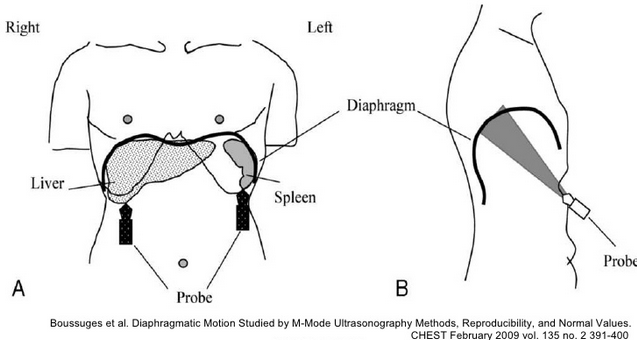 Right
Left
Diaphragm
Liver
Spleen
Probe
Probe
A
B
Boussuges et al. Diaphragmatic Motion Studied by M-Mode Ultrasonography Methods, Reproducibility, and Normal Values.
CHEST February 2009 vol. 135 no. 2 391-400